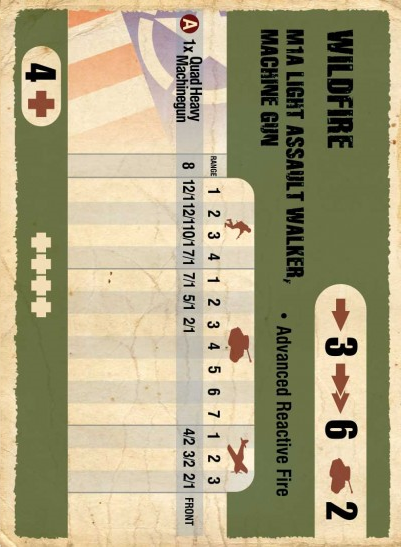 WILDFIRE
M1A LIGHT ASSAULT WALKER,
MACHINE GUN
3 6 2
• Advanced Reactive Fire
RANGE 1 2 3 4 1 2 3 4 5 6 7 1 2 3
A 1x Quad Heavy
Machinegun
8 12/1 12/1 10/1 7/1 7/1 5/1 2/1 4/2 3/2 2/1 FRONT
4